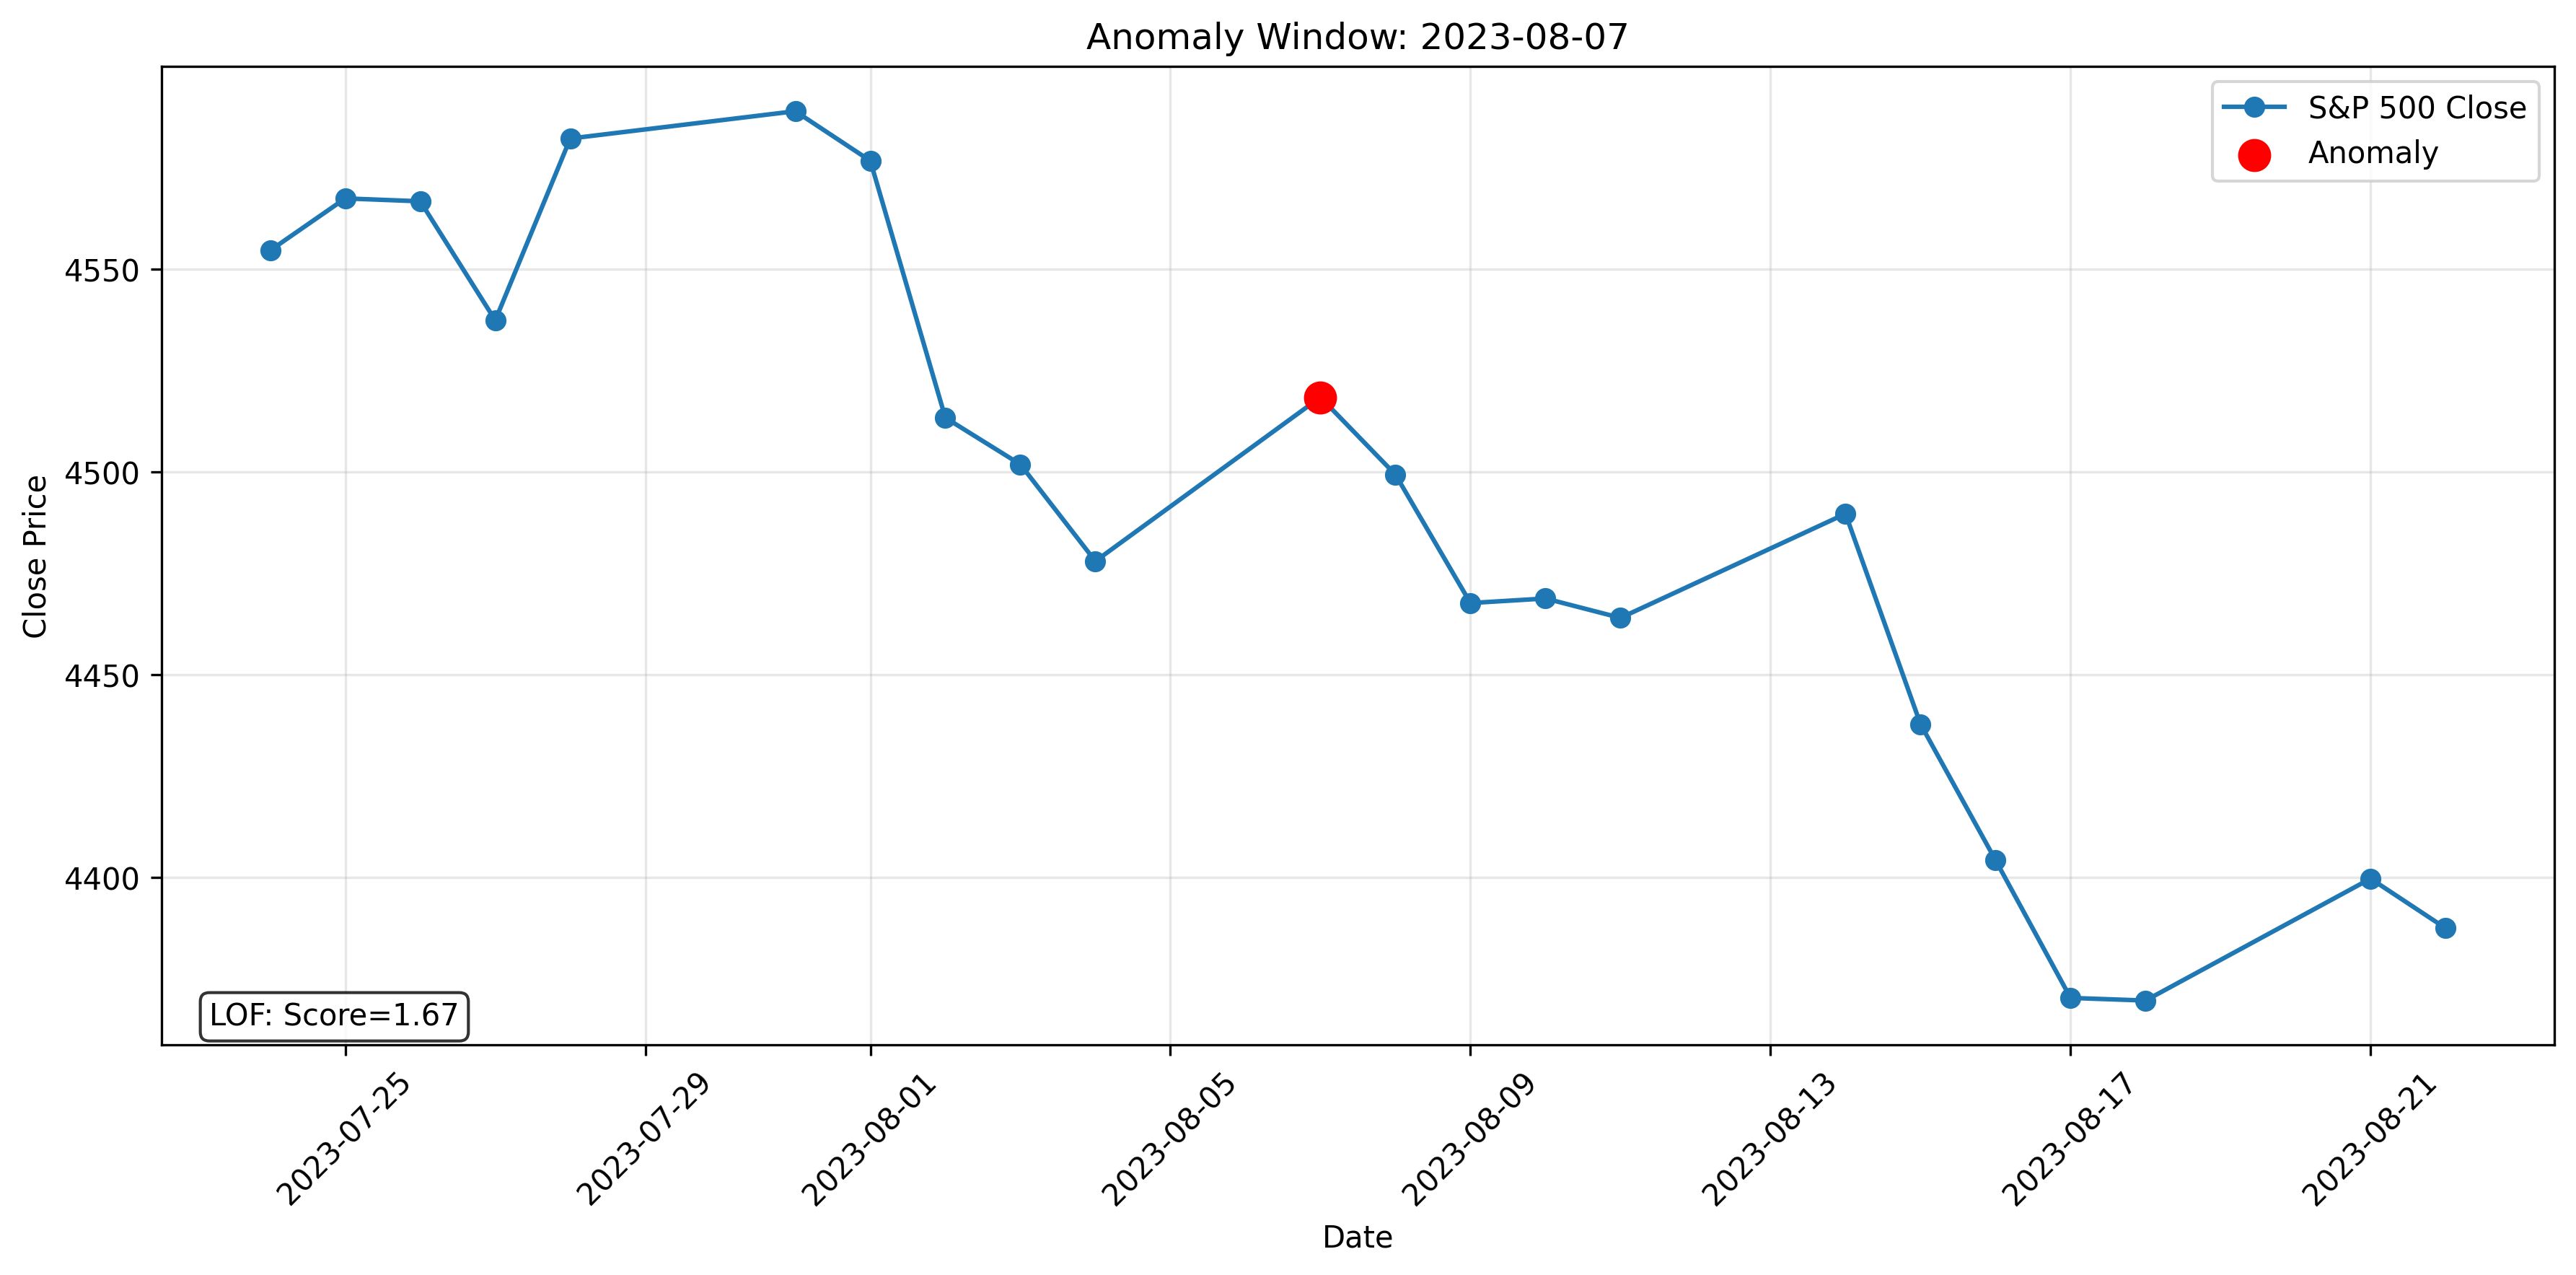 Anomaly Window: 2023-08-07
S&P 500 Close
Anomaly
Close Price
4550
4500
4450
4400
LOF: Score=1.67
2023-07-25
2023-07-29
2023-08-01
2023-08-05
2023-08-09
2023-08-13
2023-08-17
2023-08-21
Date